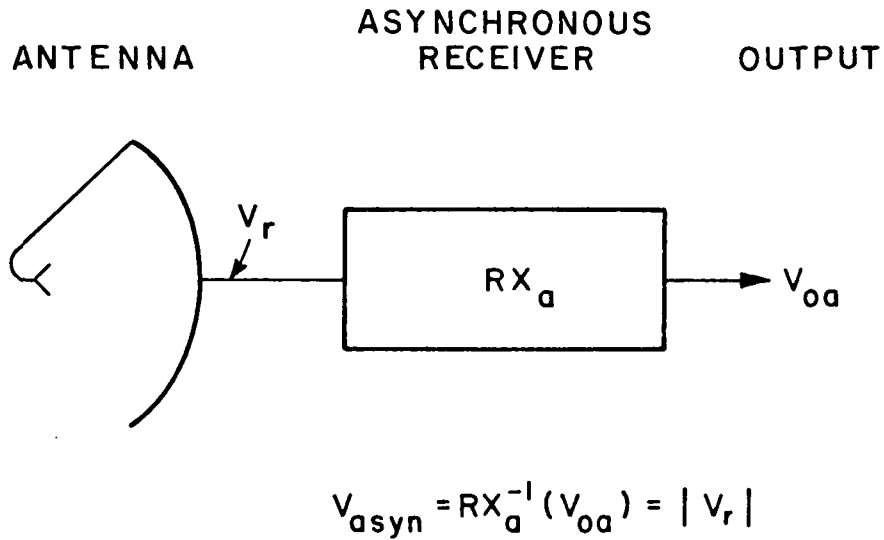 ANTENNA
ASYNCHRONOUS
RECEIVER
OUTPUT
V_r
RX_a
V_oa
V_asyn = RX_a^-1 (V_oa) = | V_r |